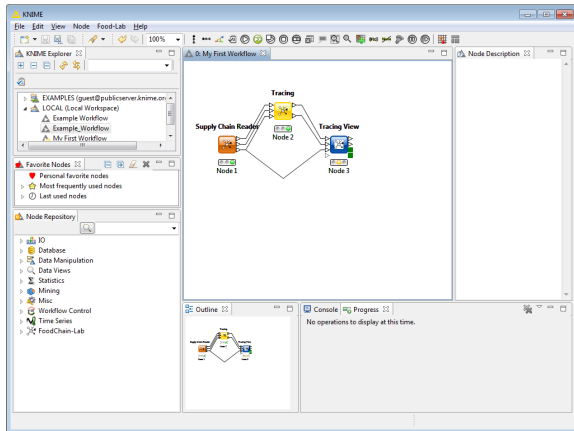 KNIME
File Edit View Node Food-Lab Help
100%
KNIME Explorer
0: My First Workflow
Node Description
EXAMPLES (guest@publicserver.knime.or
LOCAL (Local Workspace)
Example Workflow
Example_Workflow
My First Workflow
Tracing
Node 2
Supply Chain Reader
Node 1
Tracing View
Node 3
Favorite Nodes
Personal favorite nodes
Most frequently used nodes
Last used nodes
Node Repository
IO
Database
Data Manipulation
Data Views
Statistics
Mining
Misc
Workflow Control
Time Series
FoodChain-Lab
Outline
Console
Progress
No operations to display at this time.